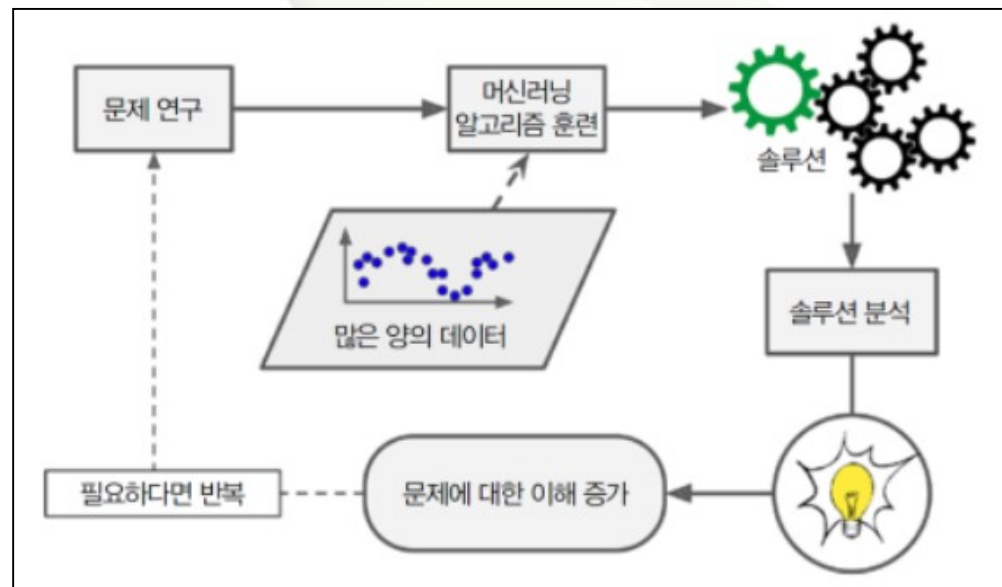 문제 연구
머신러닝
알고리즘 훈련
솔루션
많은 양의 데이터
솔루션 분석
필요하다면 반복
문제에 대한 이해 증가